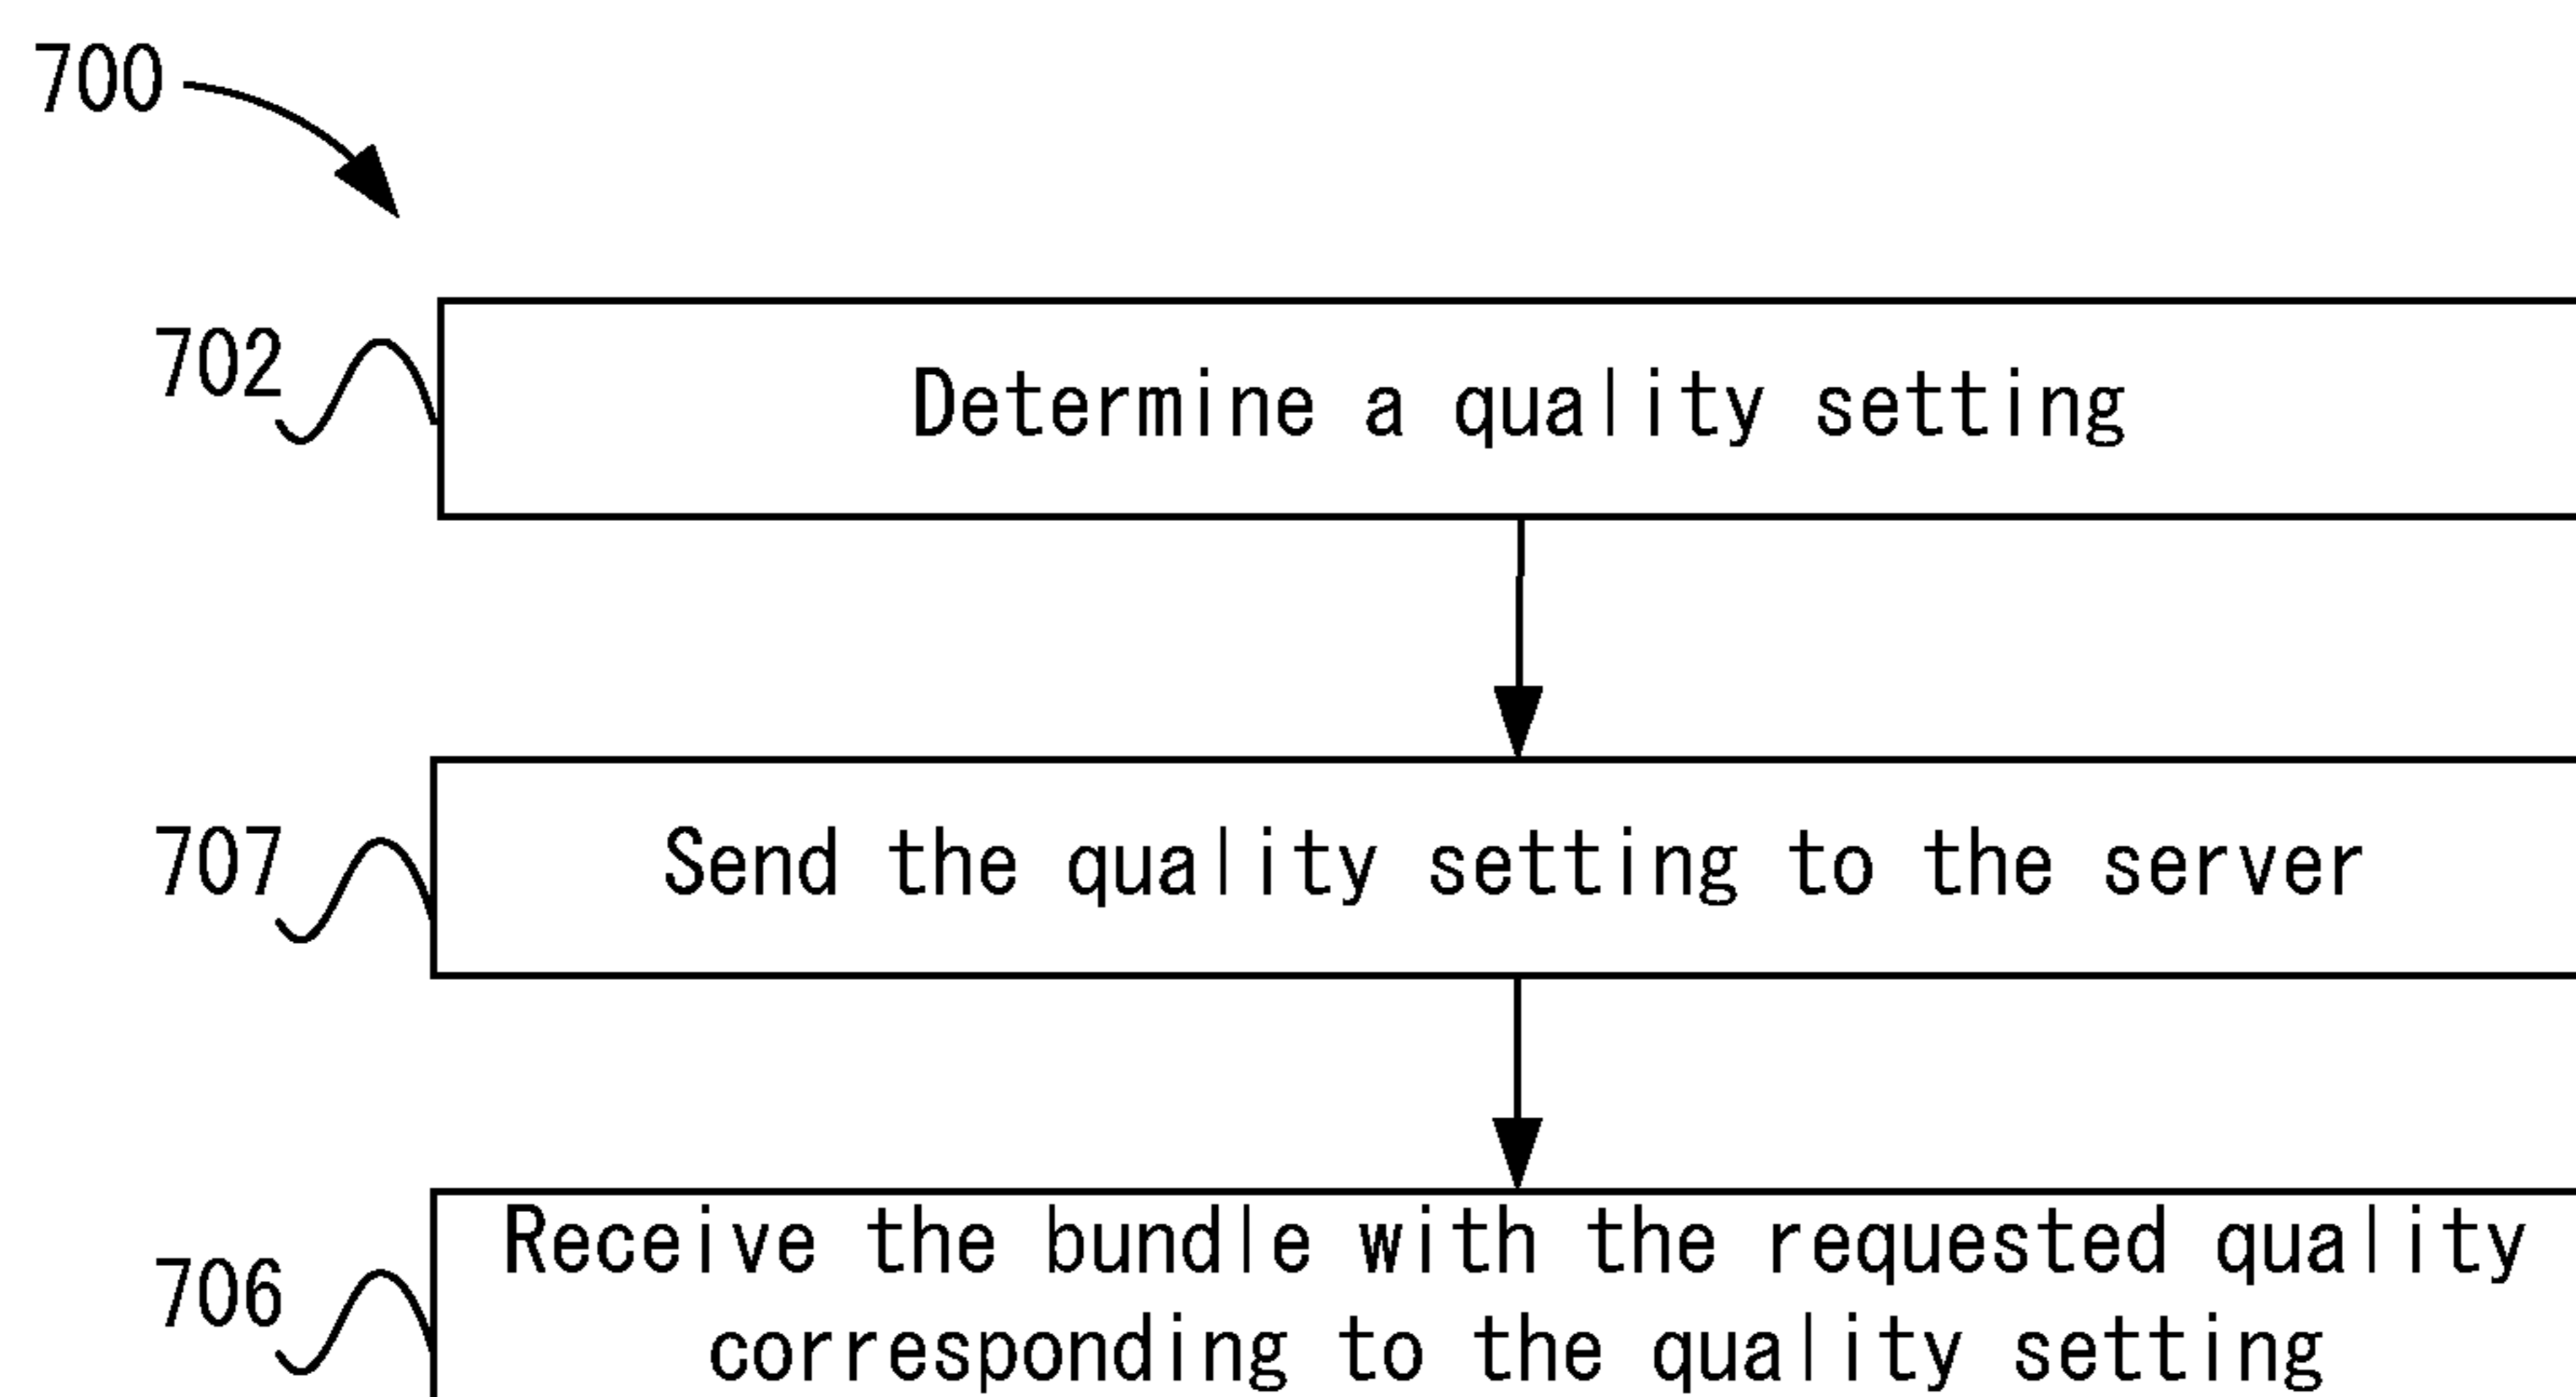 700
702
Determine a quality setting
707
Send the quality setting to the server
706
Receive the bundle with the requested quality
corresponding to the quality setting